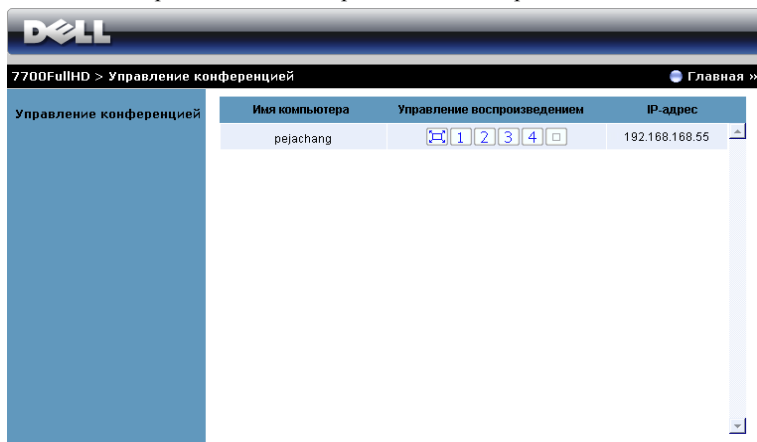 DELL
7700FullHD > Управление конференцией
Главная »
Управление конференцией
Имя компьютера Управление воспроизведением IP-адрес
pejachang 1 2 3 4 192.168.168.55